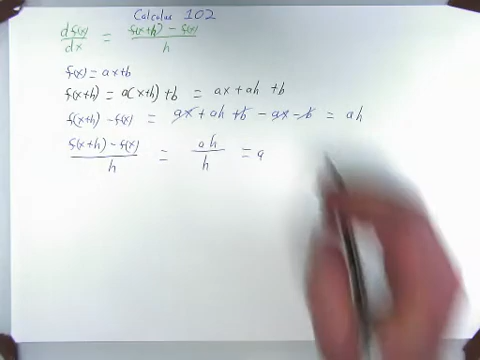 Calculus 102
df(x)/dx = f(x+h) - f(x)/h
f(x) = ax+b
f(x+h) = a(x+h)+b = ax+ah+b
f(x+h) - f(x) = ax+ah+b-ax-b = ah
f(x+h) - f(x)/h = ah/h = a